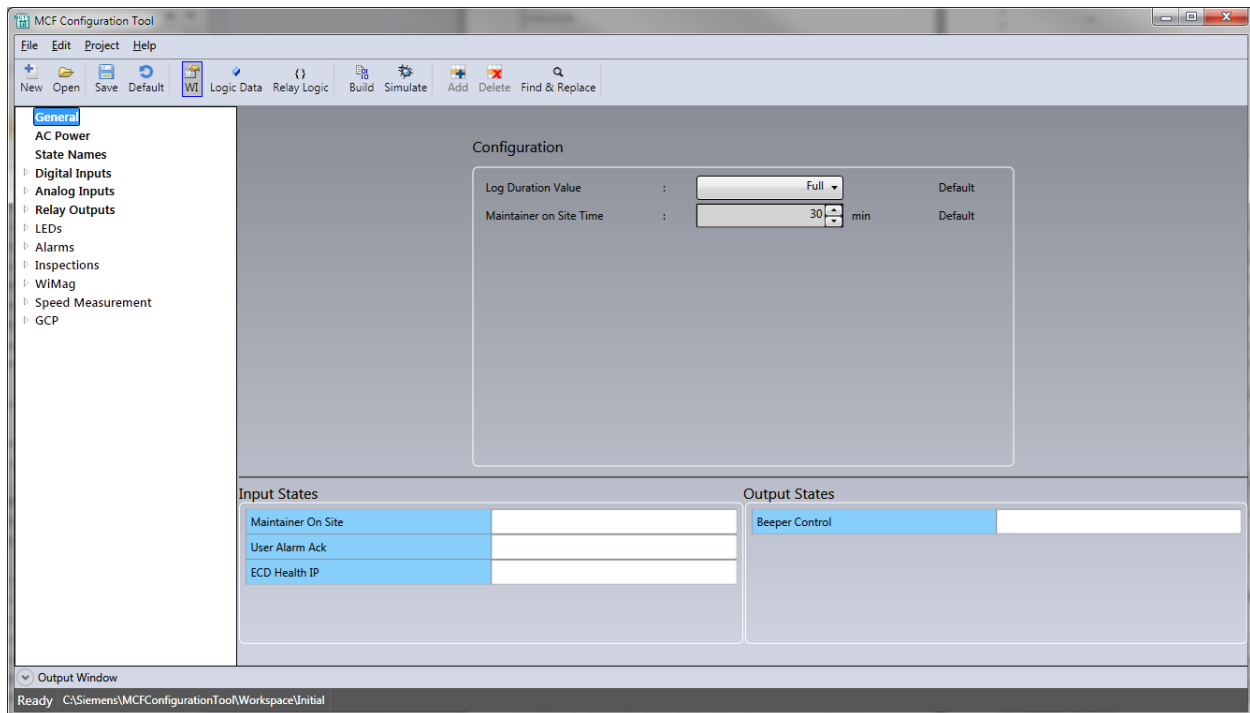 MCF Configuration Tool
File Edit Project Help
New Open Save Default WI Logic Data Relay Logic Build Simulate Add Delete Find & Replace
General
AC Power
State Names
Digital Inputs
Analog Inputs
Relay Outputs
LEDs
Alarms
Inspections
WiMag
Speed Measurement
GCP
Configuration
Log Duration Value : Full Default
Maintainer on Site Time : 30 min Default
Input States
Maintainer On Site
User Alarm Ack
ECD Health IP
Output States
Beeper Control
Output Window
Ready C:\Siemens\MCFConfigurationTool\Workspace\Initial